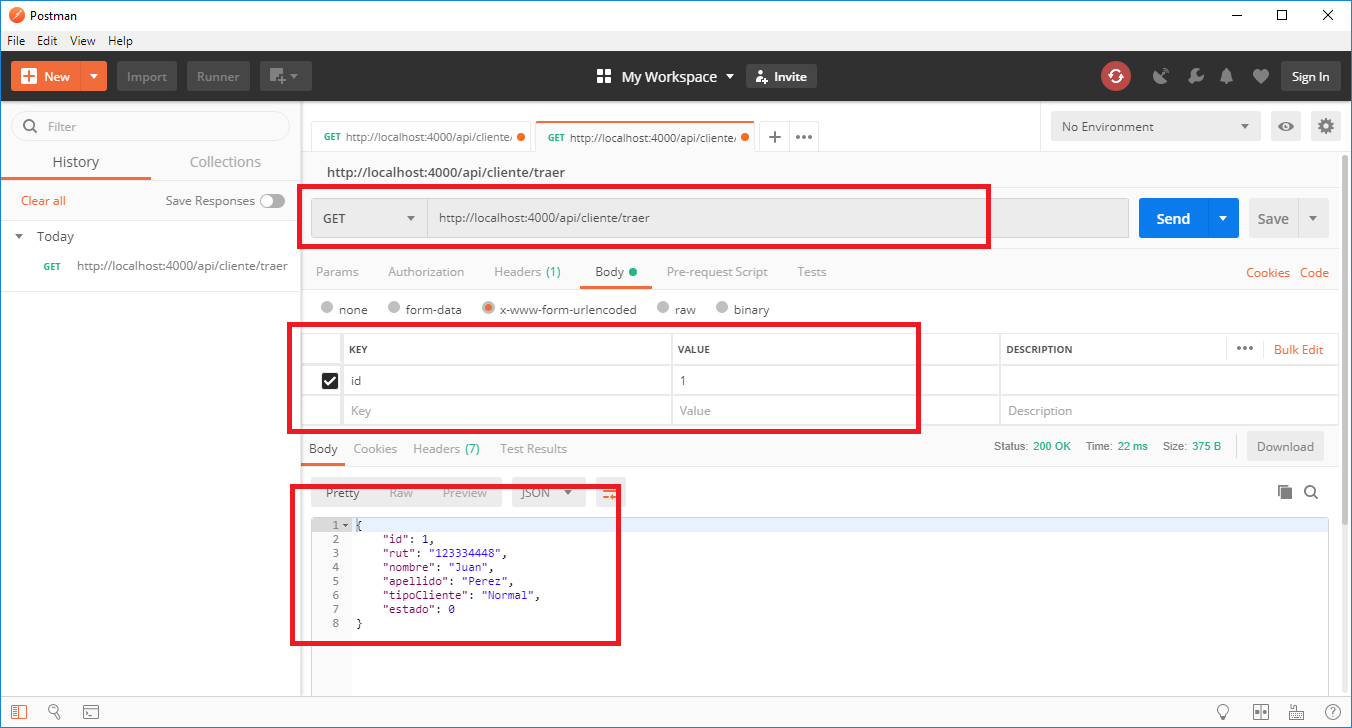 Postman
File Edit View Help
New Import Runner My Workspace Invite Sign In
Filter
History Collections
Clear all Save Responses
Today
GET http://localhost:4000/api/cliente/traer
GET http://localhost:4000/api/cliente/ GET http://localhost:4000/api/cliente/ + ••• No Environment
http://localhost:4000/api/cliente/traer
GET http://localhost:4000/api/cliente/traer Send Save
Params Authorization Headers (1) Body Pre-request Script Tests Cookies Code
none form-data x-www-form-urlencoded raw binary
KEY VALUE DESCRIPTION ••• Bulk Edit
id 1
Key Value Description
Body Cookies Headers (7) Test Results Status: 200 OK Time: 22 ms Size: 375 B Download
Pretty Raw Preview JSON
1 {
2 "id": 1,
3 "rut": "123334448",
4 "nombre": "Juan",
5 "apellido": "Perez",
6 "tipoCliente": "Normal",
7 "estado": 0
8 }